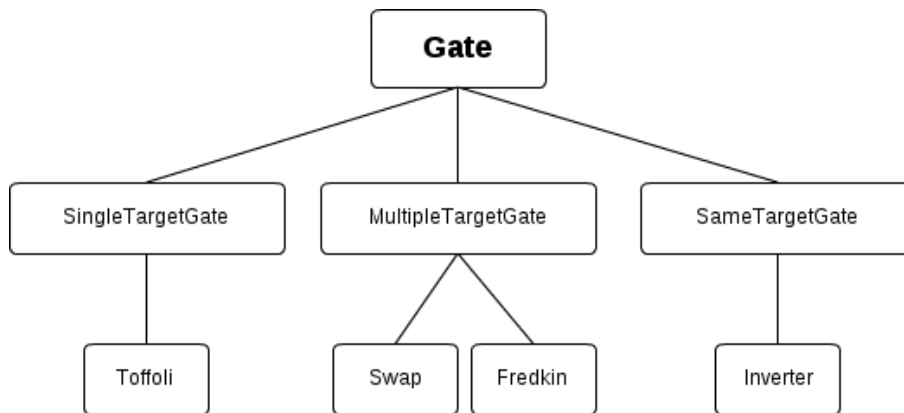 Gate
SingleTargetGate
MultipleTargetGate
SameTargetGate
Toffoli
Swap
Fredkin
Inverter